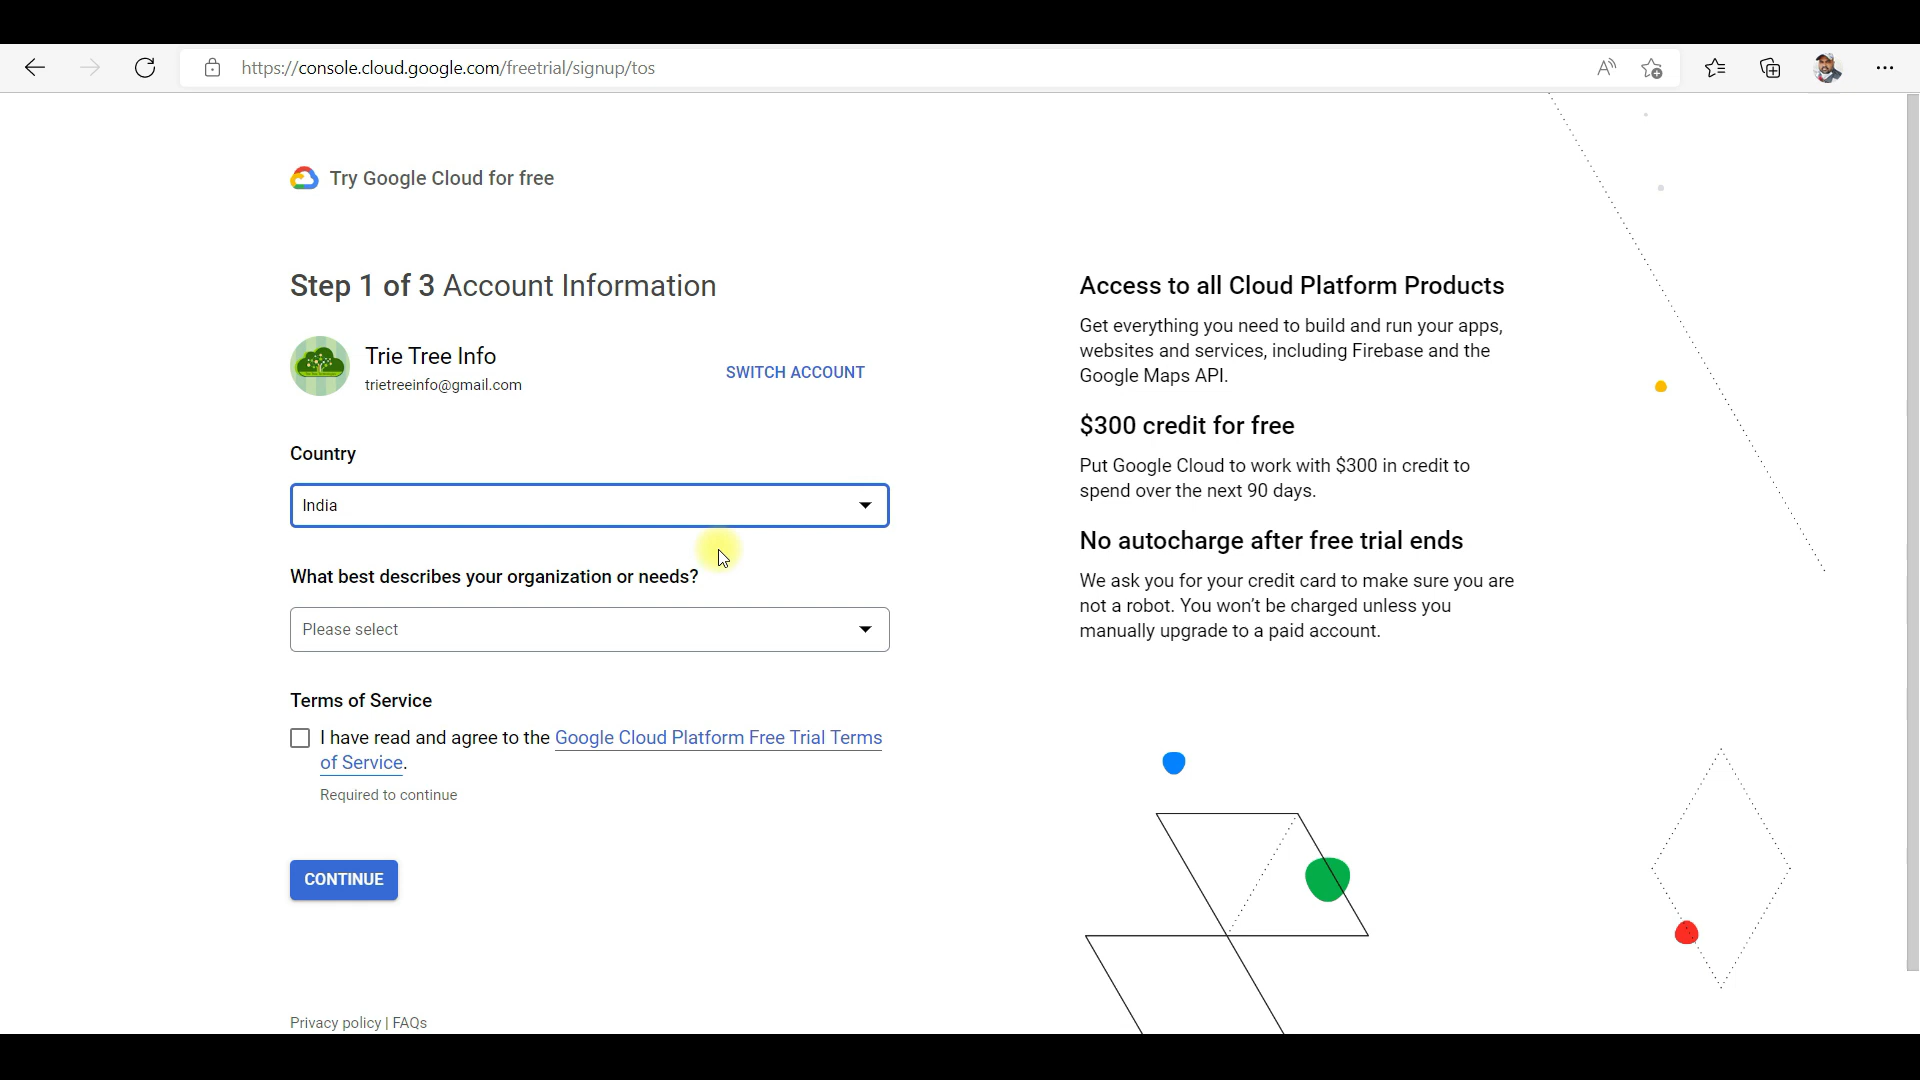 https://console.cloud.google.com/freetrial/signup/tos
Try Google Cloud for free
Step 1 of 3 Account Information
Trie Tree Info
trietreeinfo@gmail.com
SWITCH ACCOUNT
Country
India
What best describes your organization or needs?
Please select
Terms of Service
I have read and agree to the Google Cloud Platform Free Trial Terms
of Service.
Required to continue
CONTINUE
Privacy policy | FAQs
Access to all Cloud Platform Products
Get everything you need to build and run your apps,
websites and services, including Firebase and the
Google Maps API.
$300 credit for free
Put Google Cloud to work with $300 in credit to
spend over the next 90 days.
No autocharge after free trial ends
We ask you for your credit card to make sure you are
not a robot. You won't be charged unless you
manually upgrade to a paid account.